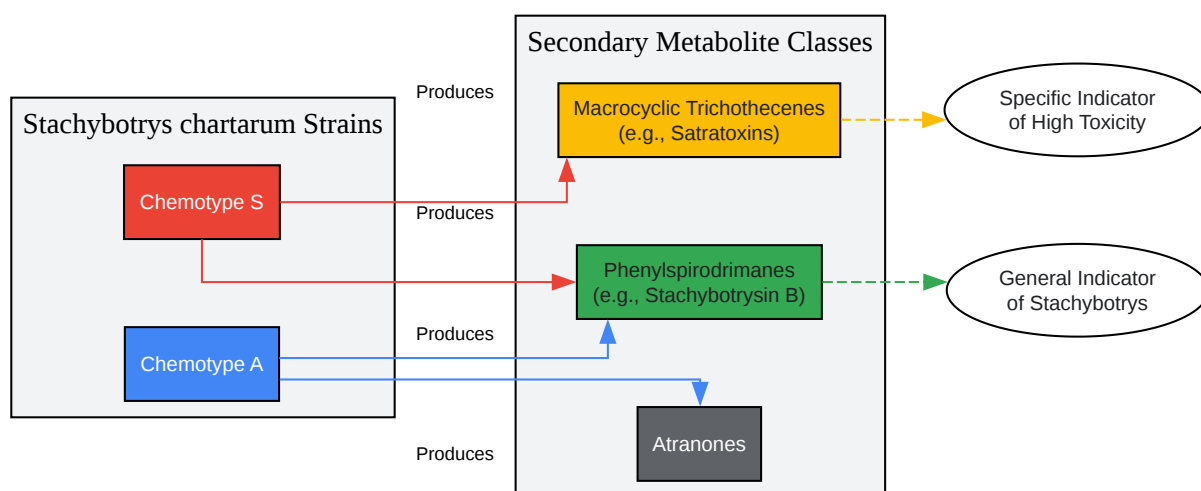 Stachybotrys chartarum Strains
Chemotype S
Chemotype A
Produces
Produces
Produces
Produces
Secondary Metabolite Classes
Macrocyclic Trichothecenes
(e.g., Satratoxins)
Phenylspirodrimanes
(e.g., Stachybotrysin B)
Atranones
Specific Indicator
of High Toxicity
General Indicator
of Stachybotrys